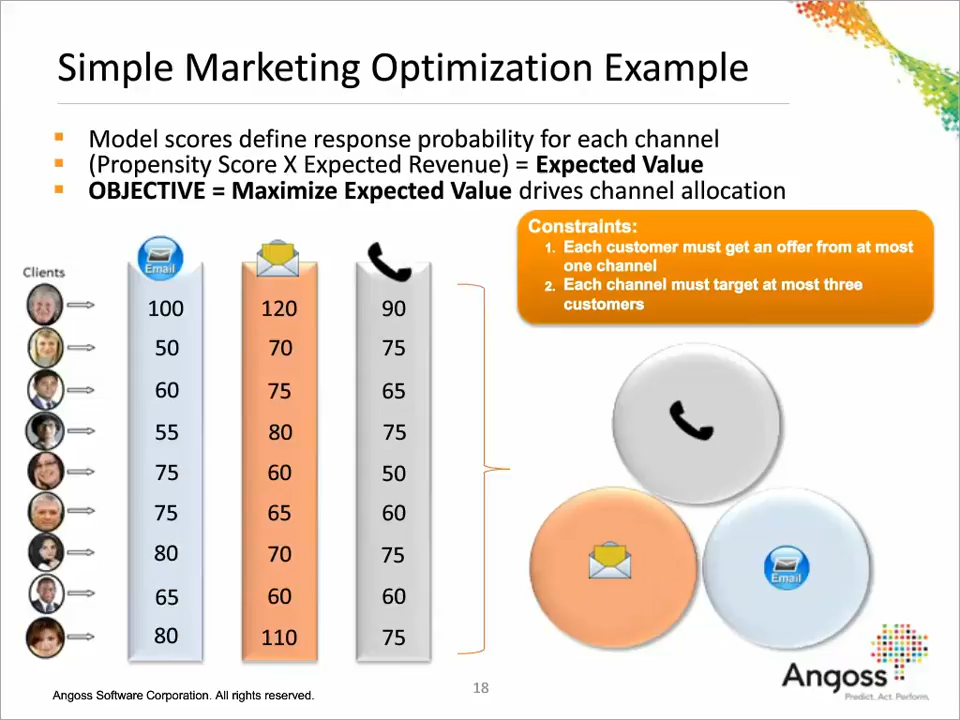 Simple Marketing Optimization Example
▪ Model scores define response probability for each channel
▪ (Propensity Score X Expected Revenue) = Expected Value
▪ OBJECTIVE = Maximize Expected Value drives channel allocation
Constraints:
1. Each customer must get an offer from at most
one channel
2. Each channel must target at most three
customers
Clients
Email
100 120 90
50 70 75
60 75 65
55 80 75
75 60 50
75 65 60
80 70 75
65 60 60
80 110 75
Email
Angoss
Predict. Act. Perform.
Angoss Software Corporation. All rights reserved.
18